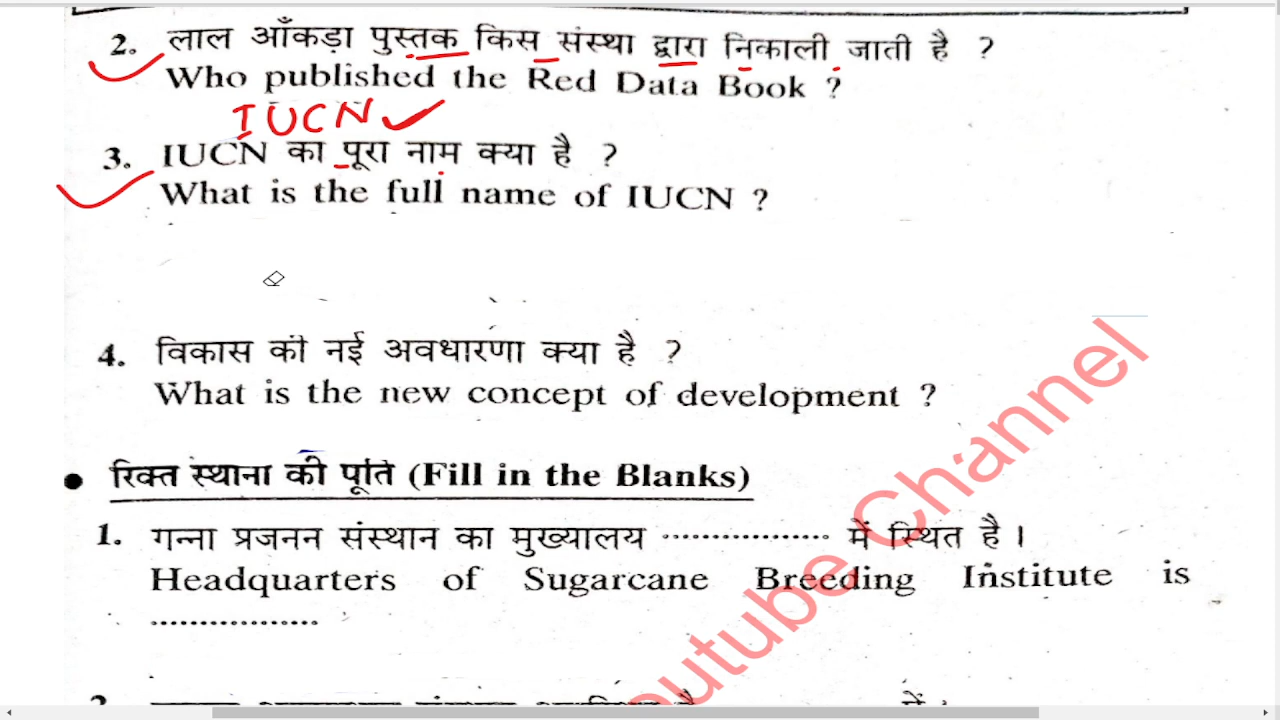 2. लाल आँकड़ा पुस्तक किस संस्था द्वारा निकाली जाती है ?
Who published the Red Data Book ?
IUCN
3. IUCN का पूरा नाम क्या है ?
What is the full name of IUCN ?
4. विकास की नई अवधारणा क्या है ?
What is the new concept of development ?
• रिक्त स्थाना की पूर्ति (Fill in the Blanks)
1. गन्ना प्रजनन संस्थान का मुख्यालय ................. में स्थित है ।
Headquarters of Sugarcane Breeding Institute is
..................
outube Channel